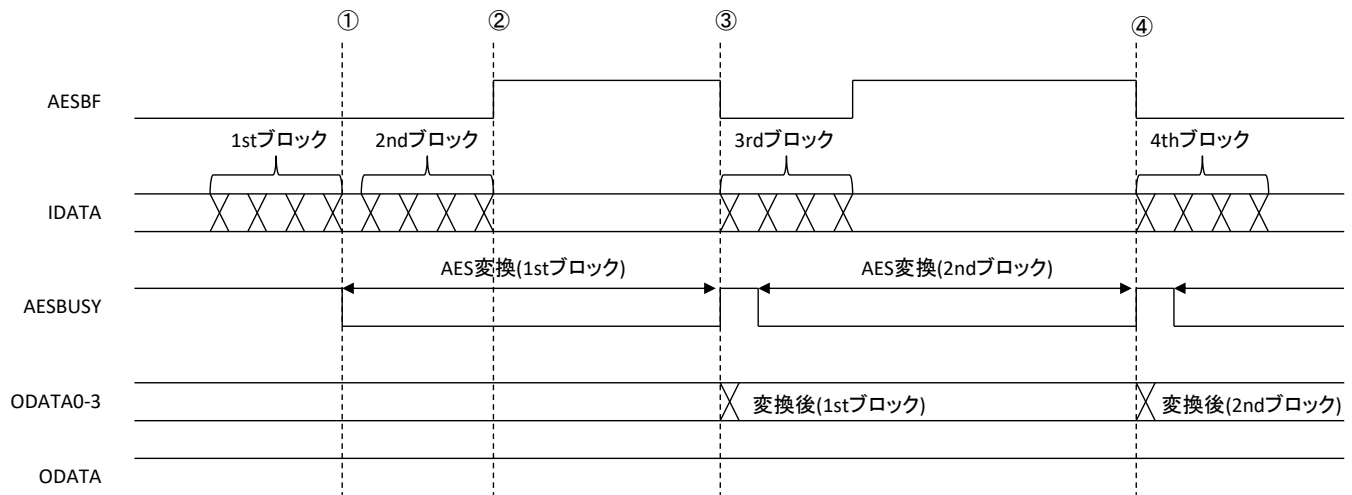 ① ② ③ ④
AESBF
1stブロック 2ndブロック 3rdブロック 4thブロック
IDATA
AES変換(1stブロック) AES変換(2ndブロック)
AESBUSY
ODATA0-3 変換後(1stブロック) 変換後(2ndブロック)
ODATA